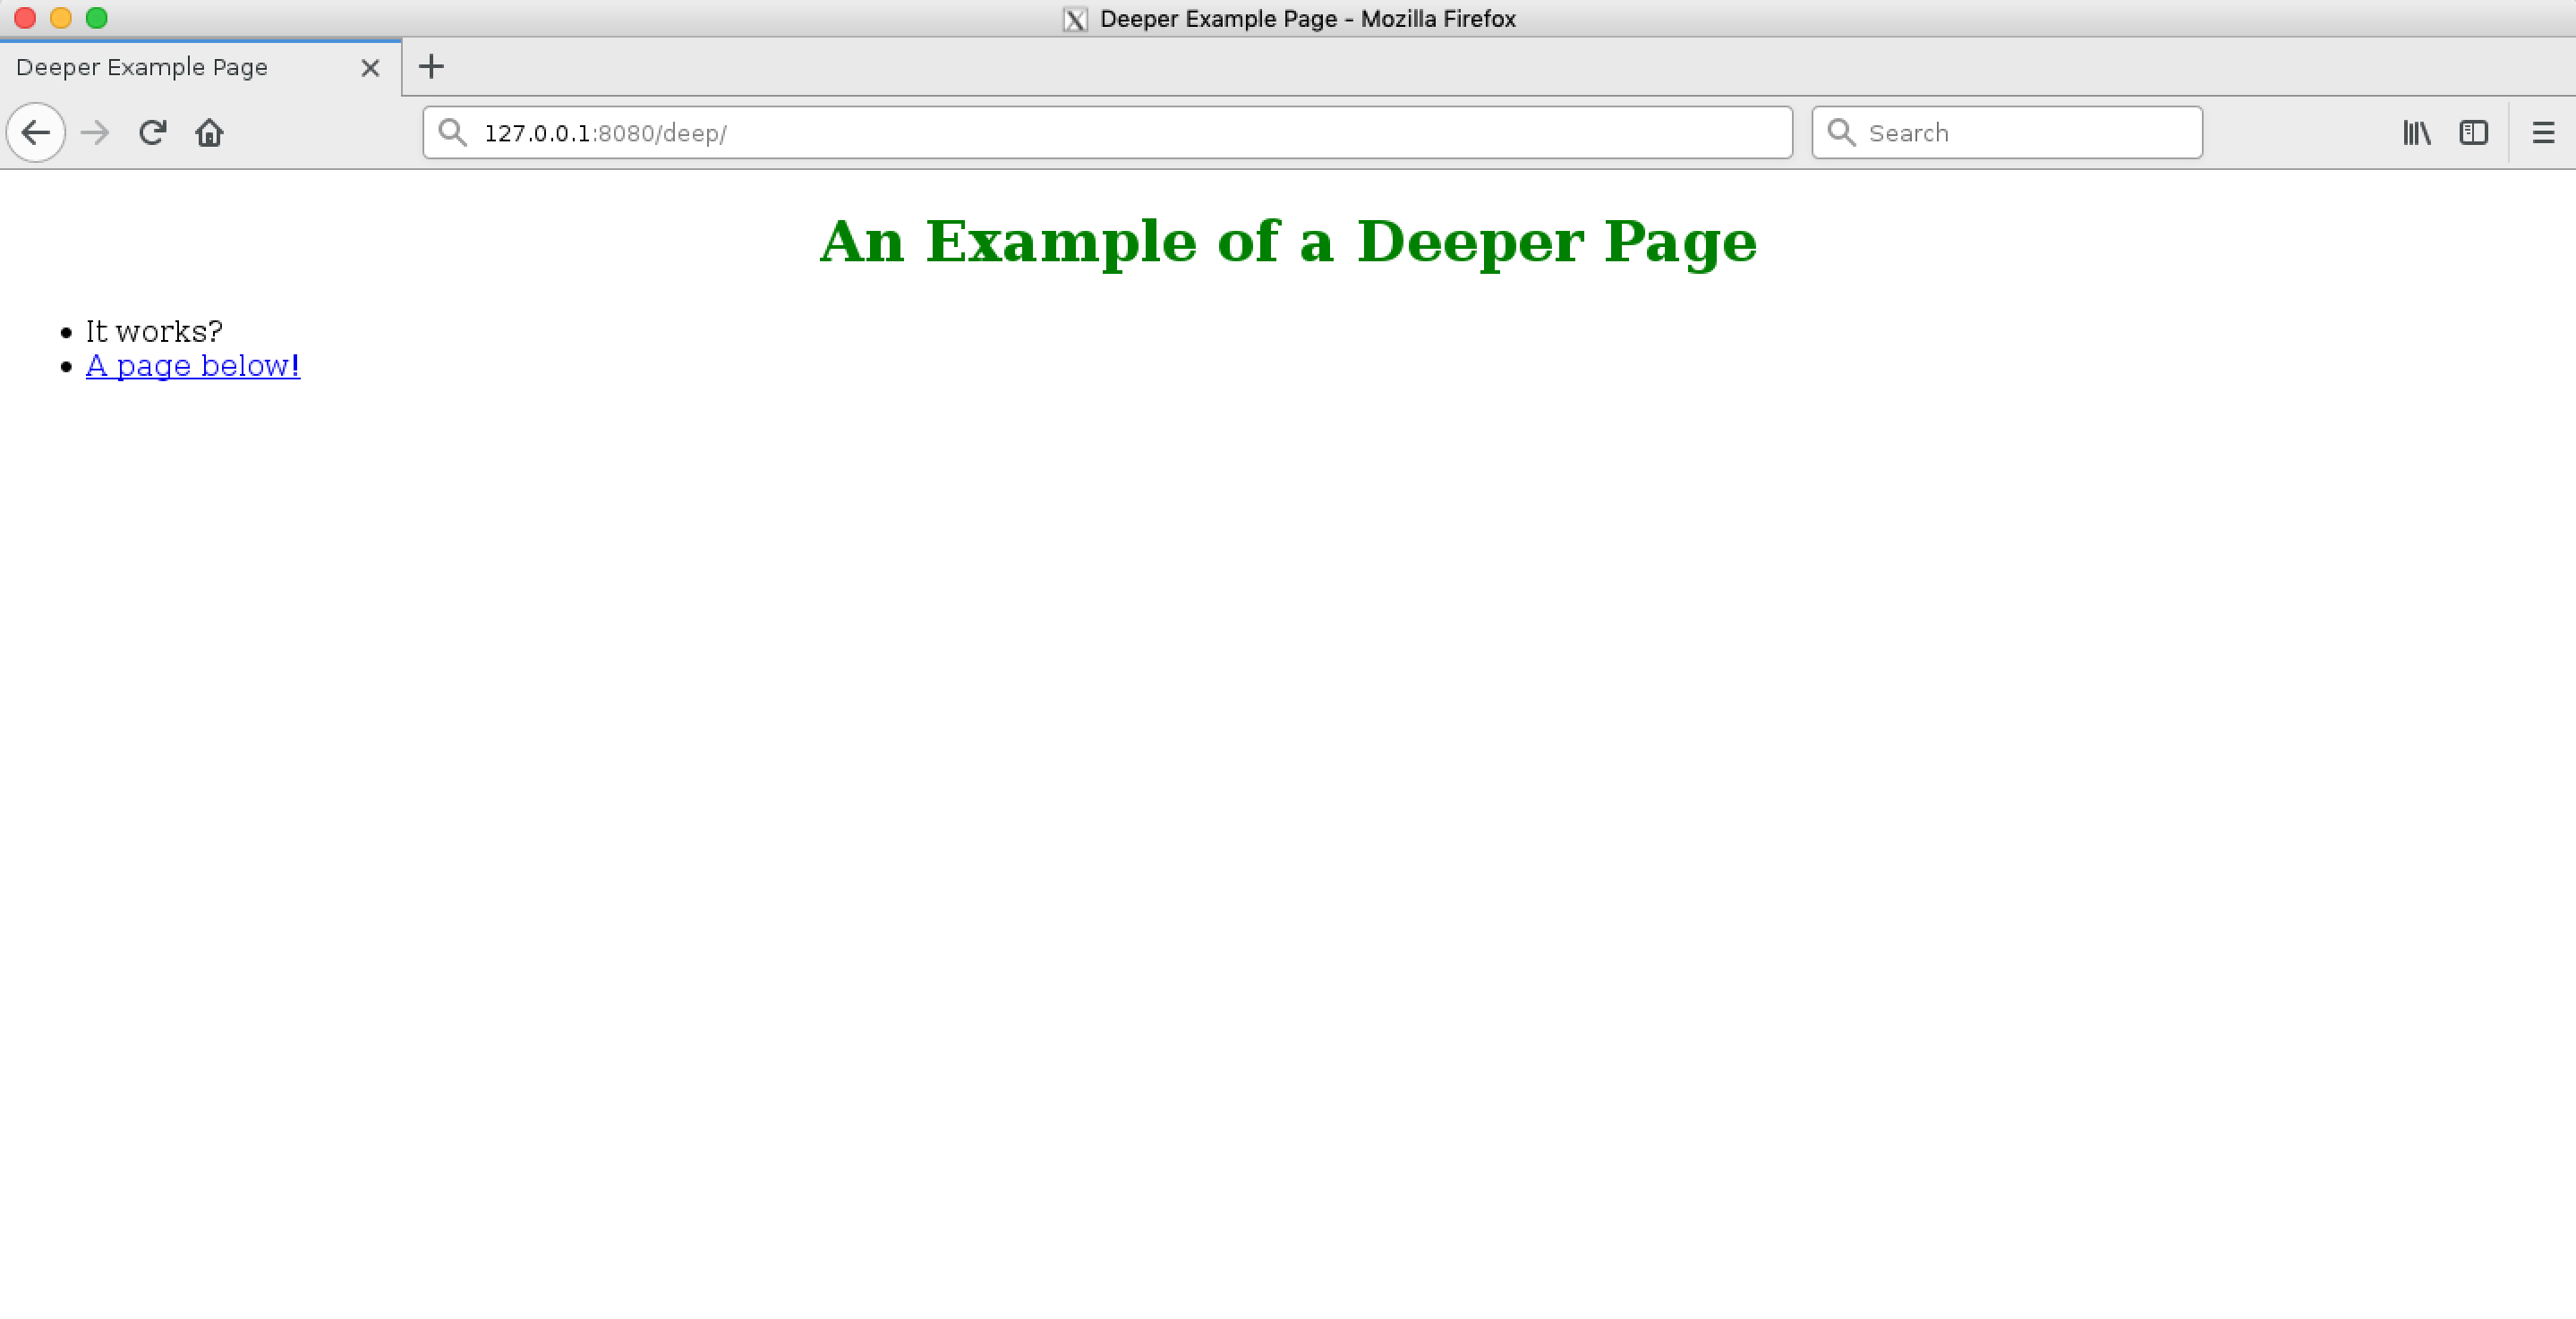 Deeper Example Page - Mozilla Firefox
Deeper Example Page
127.0.0.1:8080/deep/
Search
An Example of a Deeper Page
It works?
A page below!